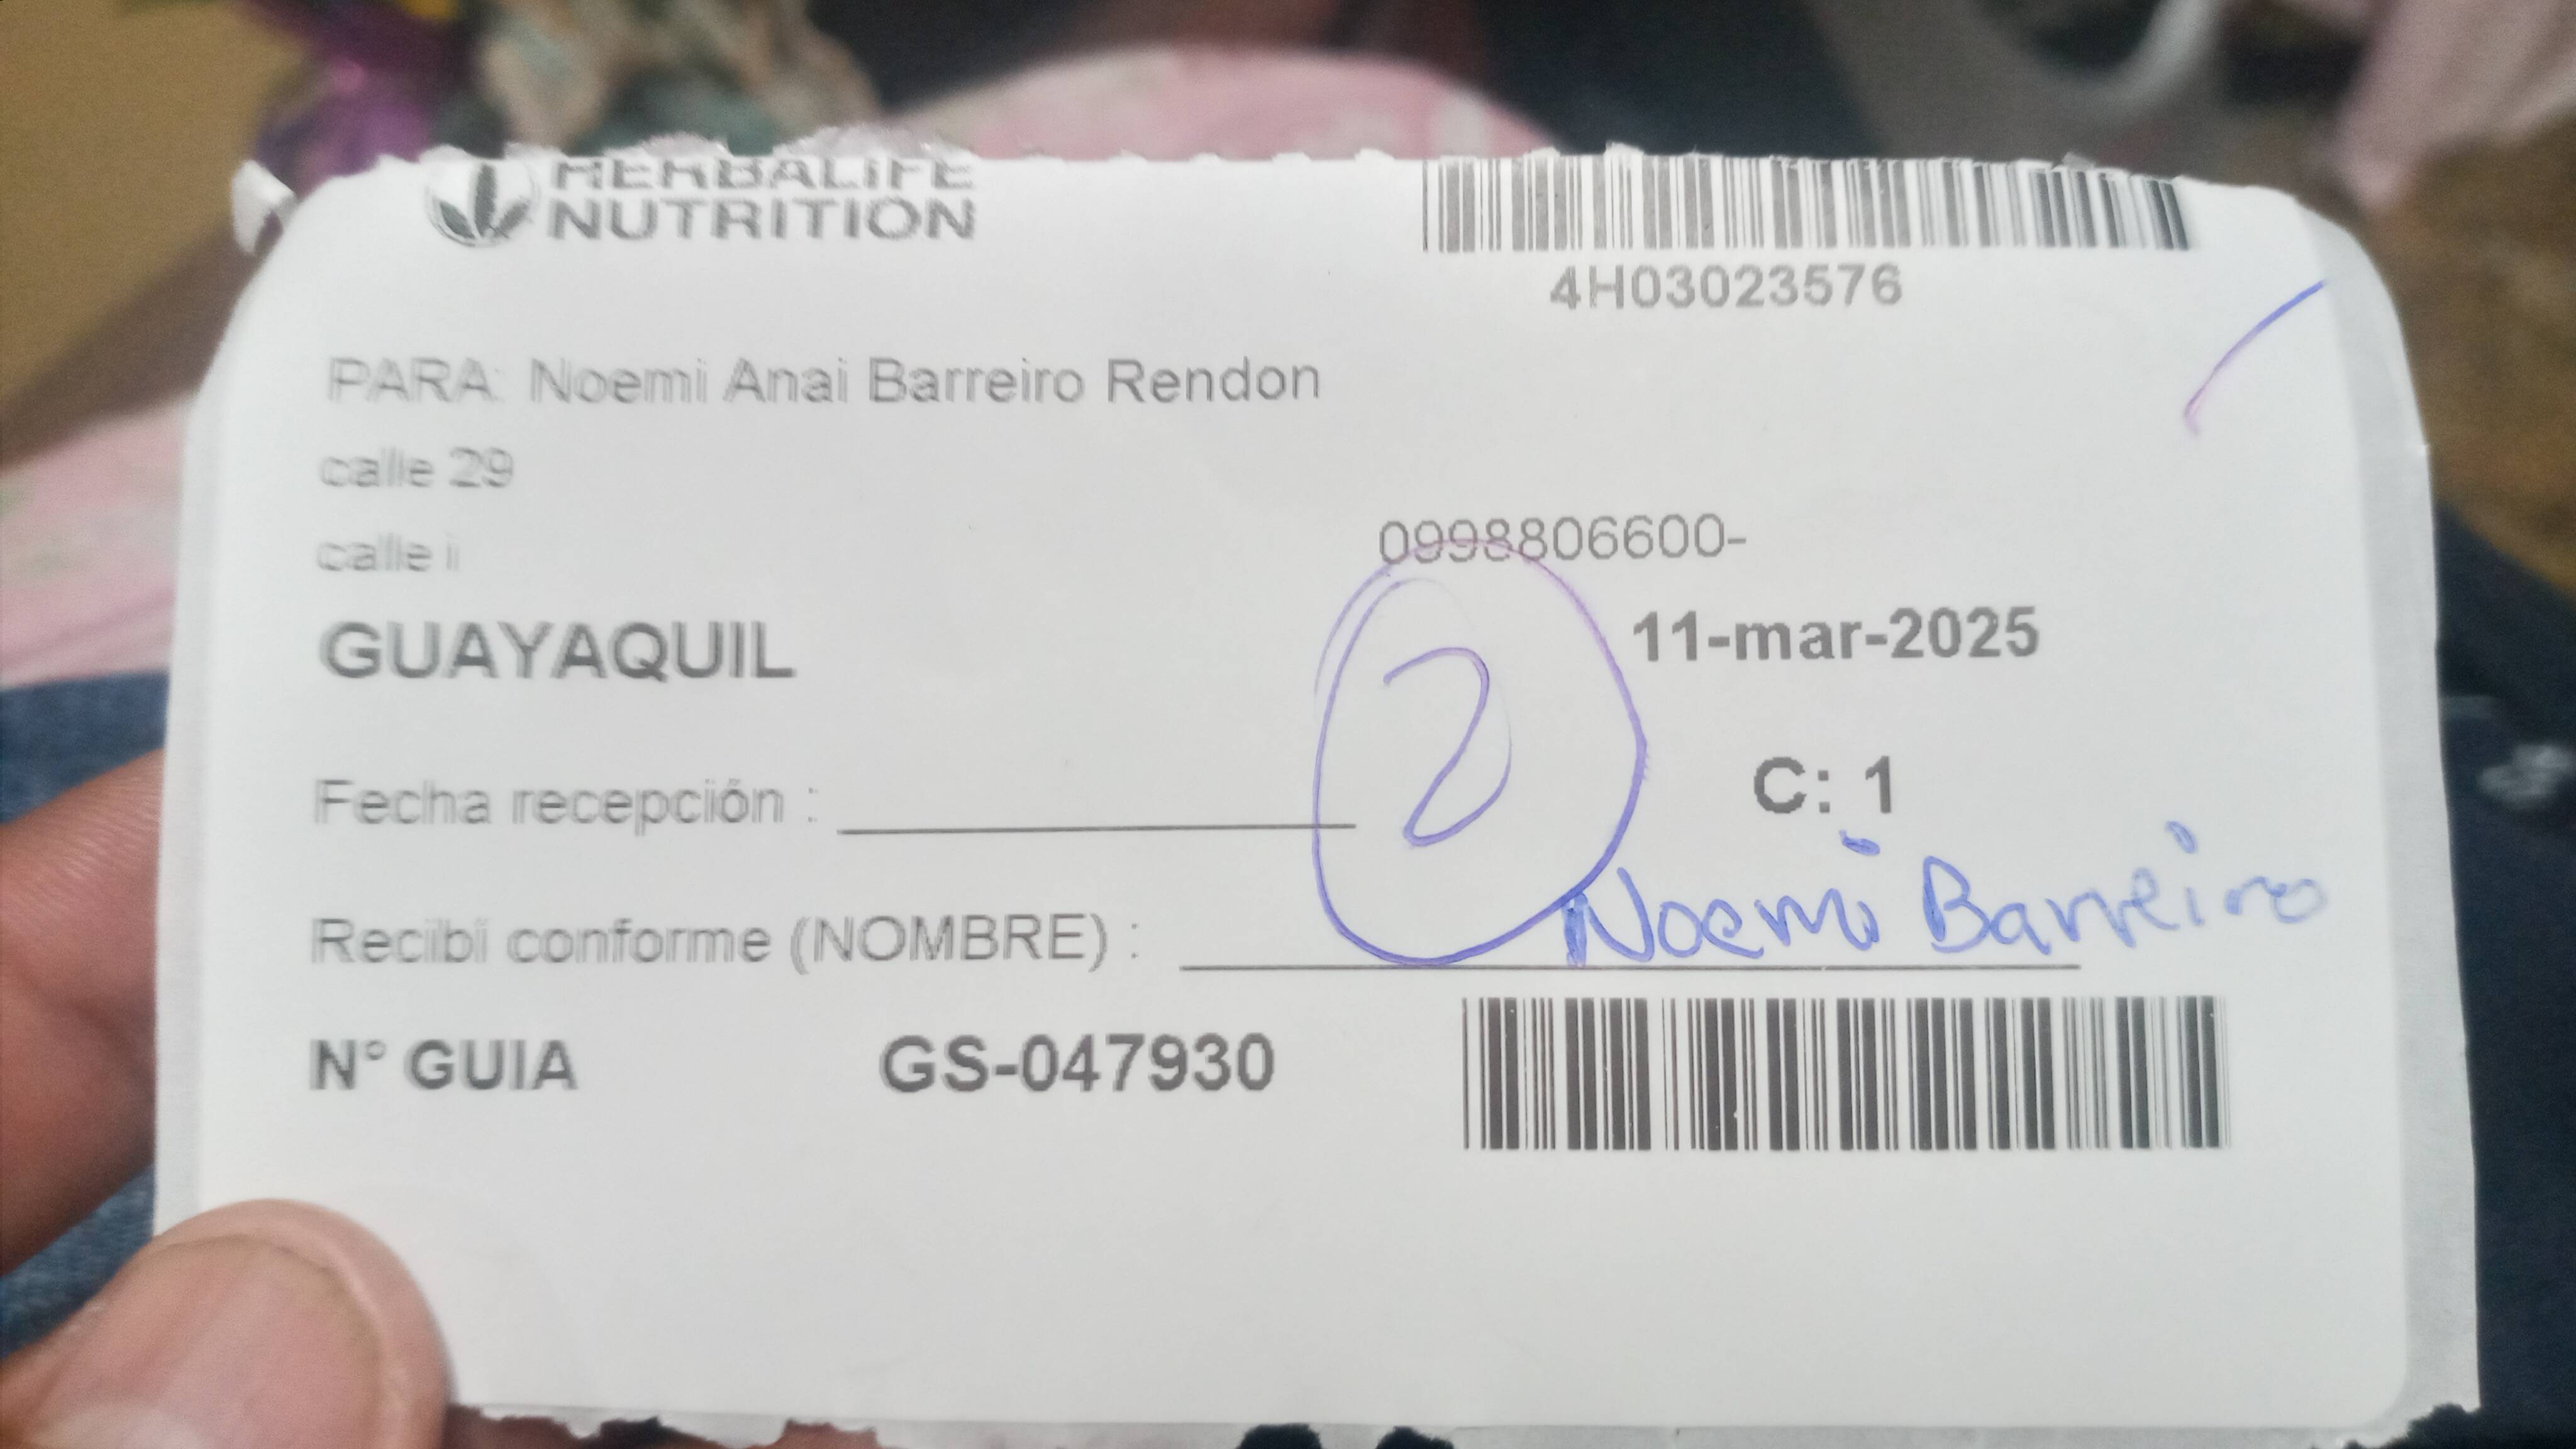 HERBALIFE
NUTRITION
4H03023576
PARA: Noemi Anai Barreiro Rendon
calle 29
calle i
0998806600-
GUAYAQUIL
11-mar-2025
2
C: 1
Fecha recepción :
Noemi Barreiro
Recibi conforme (NOMBRE) :
N° GUIA GS-047930